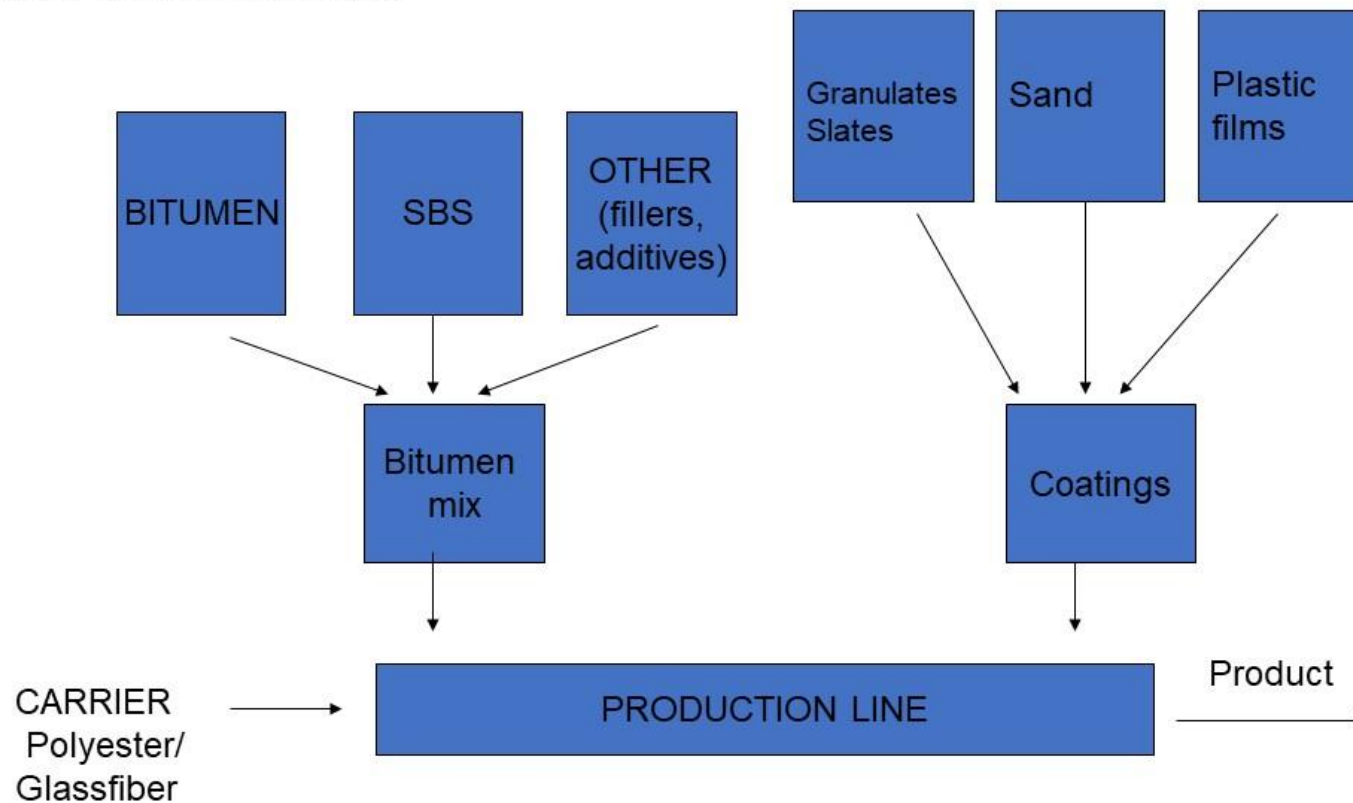 Granulates
Slates
Sand
Plastic
films
BITUMEN
SBS
OTHER
(fillers,
additives)
Bitumen
mix
Coatings
CARRIER
Polyester/
Glassfiber
PRODUCTION LINE
Product